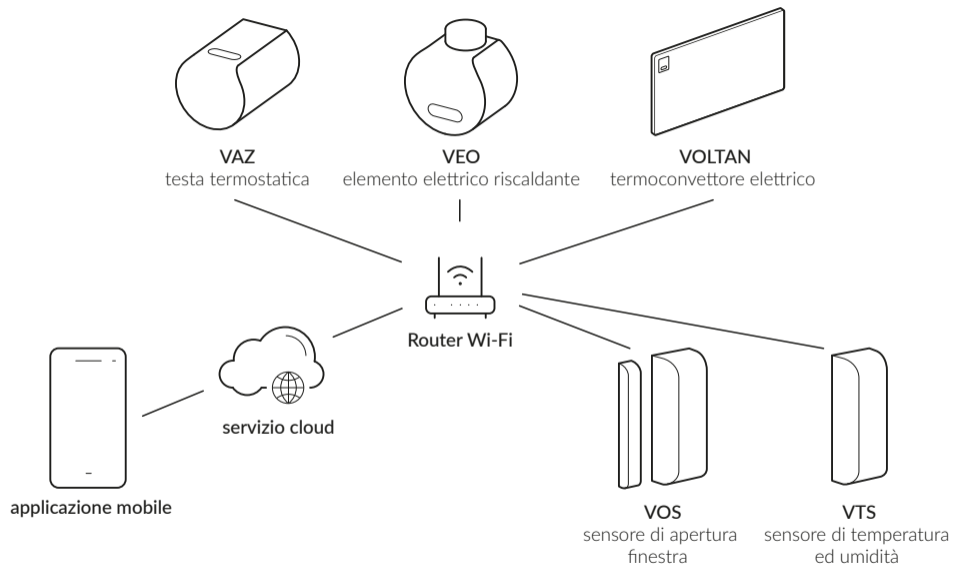 VAZ
testa termostatica
VEO
elemento elettrico riscaldante
VOLTAN
termoconvettore elettrico
Router Wi-Fi
servizio cloud
applicazione mobile
VOS
sensore di apertura
finestra
VTS
sensore di temperatura
ed umidità